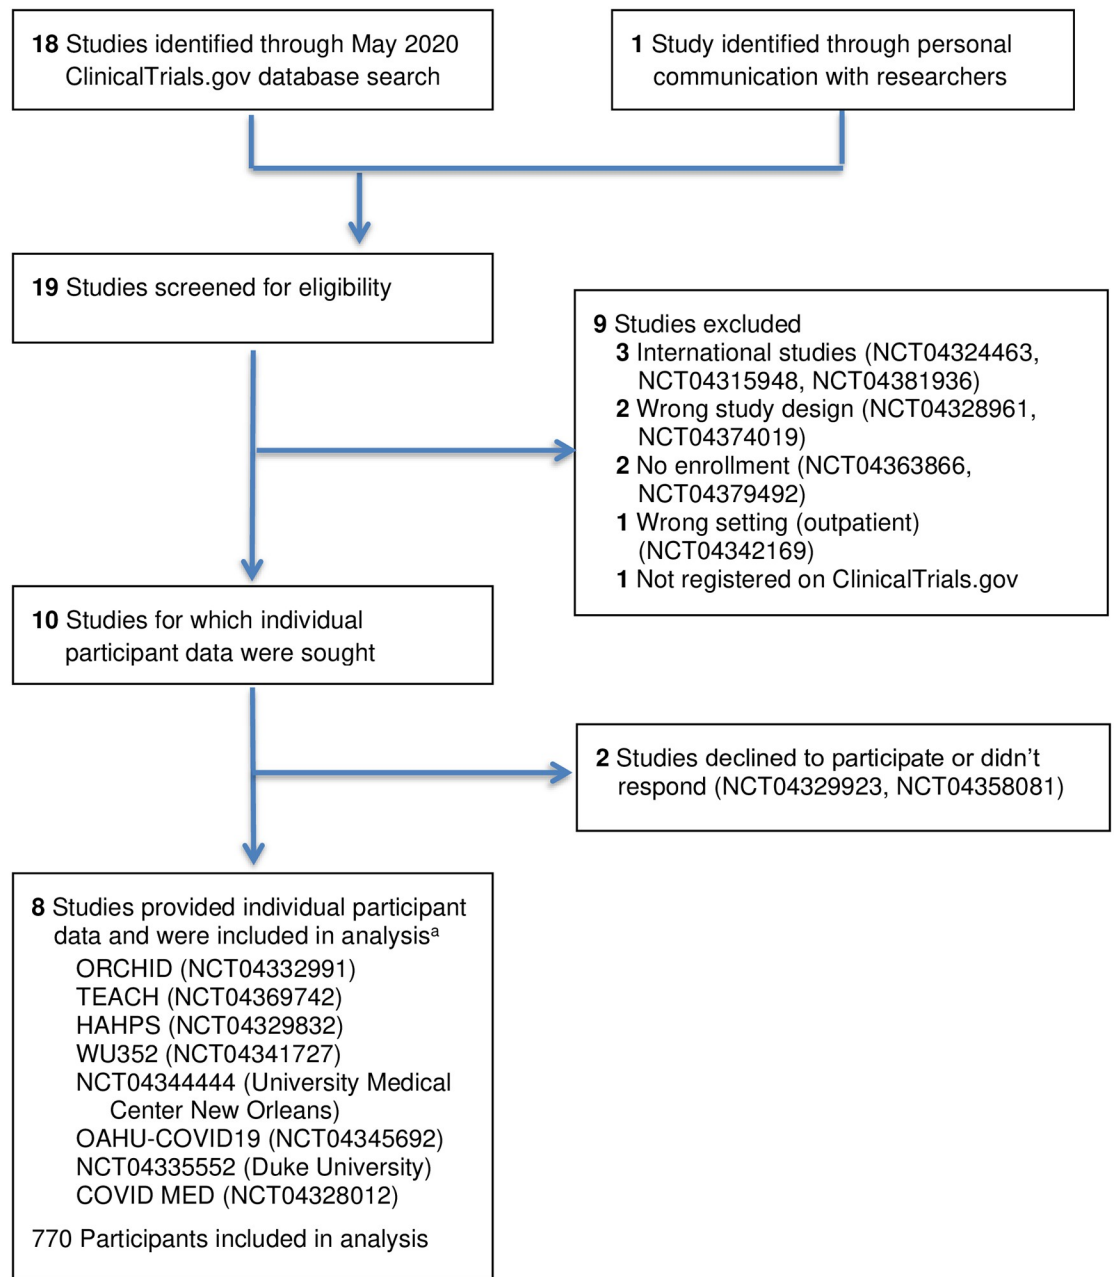 18 Studies identified through May 2020
ClinicalTrials.gov database search
1 Study identified through personal
communication with researchers
19 Studies screened for eligibility
9 Studies excluded
3 International studies (NCT04324463,
NCT04315948, NCT04381936)
2 Wrong study design (NCT04328961,
NCT04374019)
2 No enrollment (NCT04363866,
NCT04379492)
1 Wrong setting (outpatient)
(NCT04342169)
1 Not registered on ClinicalTrials.gov
10 Studies for which individual
participant data were sought
2 Studies declined to participate or didn’t
respond (NCT04329923, NCT04358081)
8 Studies provided individual participant
data and were included in analysisᵃ
ORCHID (NCT04332991)
TEACH (NCT04369742)
HAHPS (NCT04329832)
WU352 (NCT04341727)
NCT04344444 (University Medical
Center New Orleans)
OAHU-COVID19 (NCT04345692)
NCT04335552 (Duke University)
COVID MED (NCT04328012)
770 Participants included in analysis